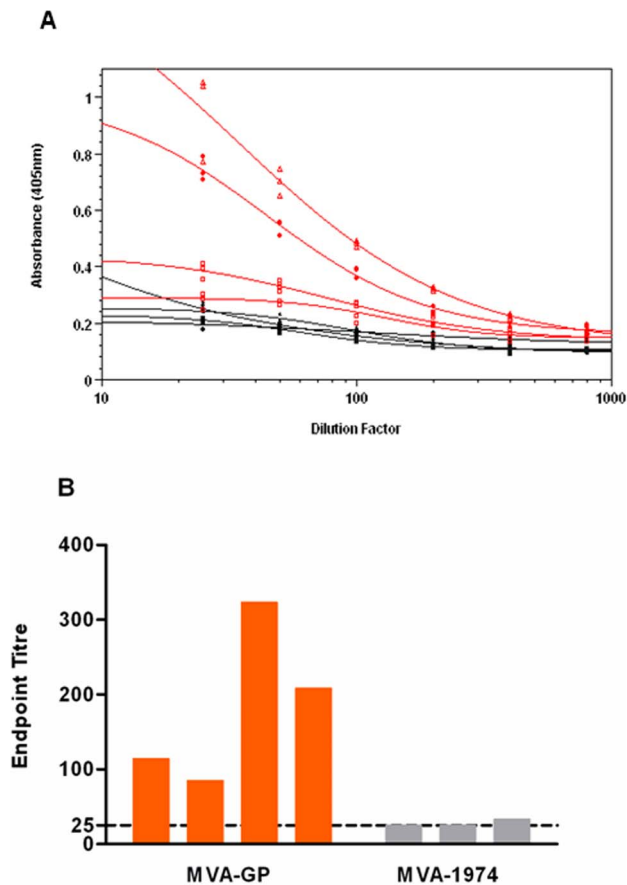 A
1
0.8
0.6
0.4
0.2
0
Absorbance (405nm)
10
100
1000
Dilution Factor
B
400
300
200
100
25
0
Endpoint Titre
MVA-GP
MVA-1974